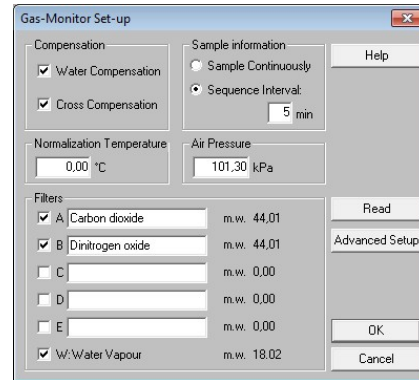 Gas-Monitor Set-up
Compensation
Water Compensation
Cross Compensation
Sample information
Sample Continuously
Sequence Interval:
5 min
Help
Normalization Temperature
0,00 °C
Air Pressure
101,30 kPa
Filters
A Carbon dioxide m.w. 44,01
B Dinitrogen oxide m.w. 44,01
C m.w. 0,00
D m.w. 0,00
E m.w. 0,00
W: Water Vapour m.w. 18.02
Read
Advanced Setup
OK
Cancel